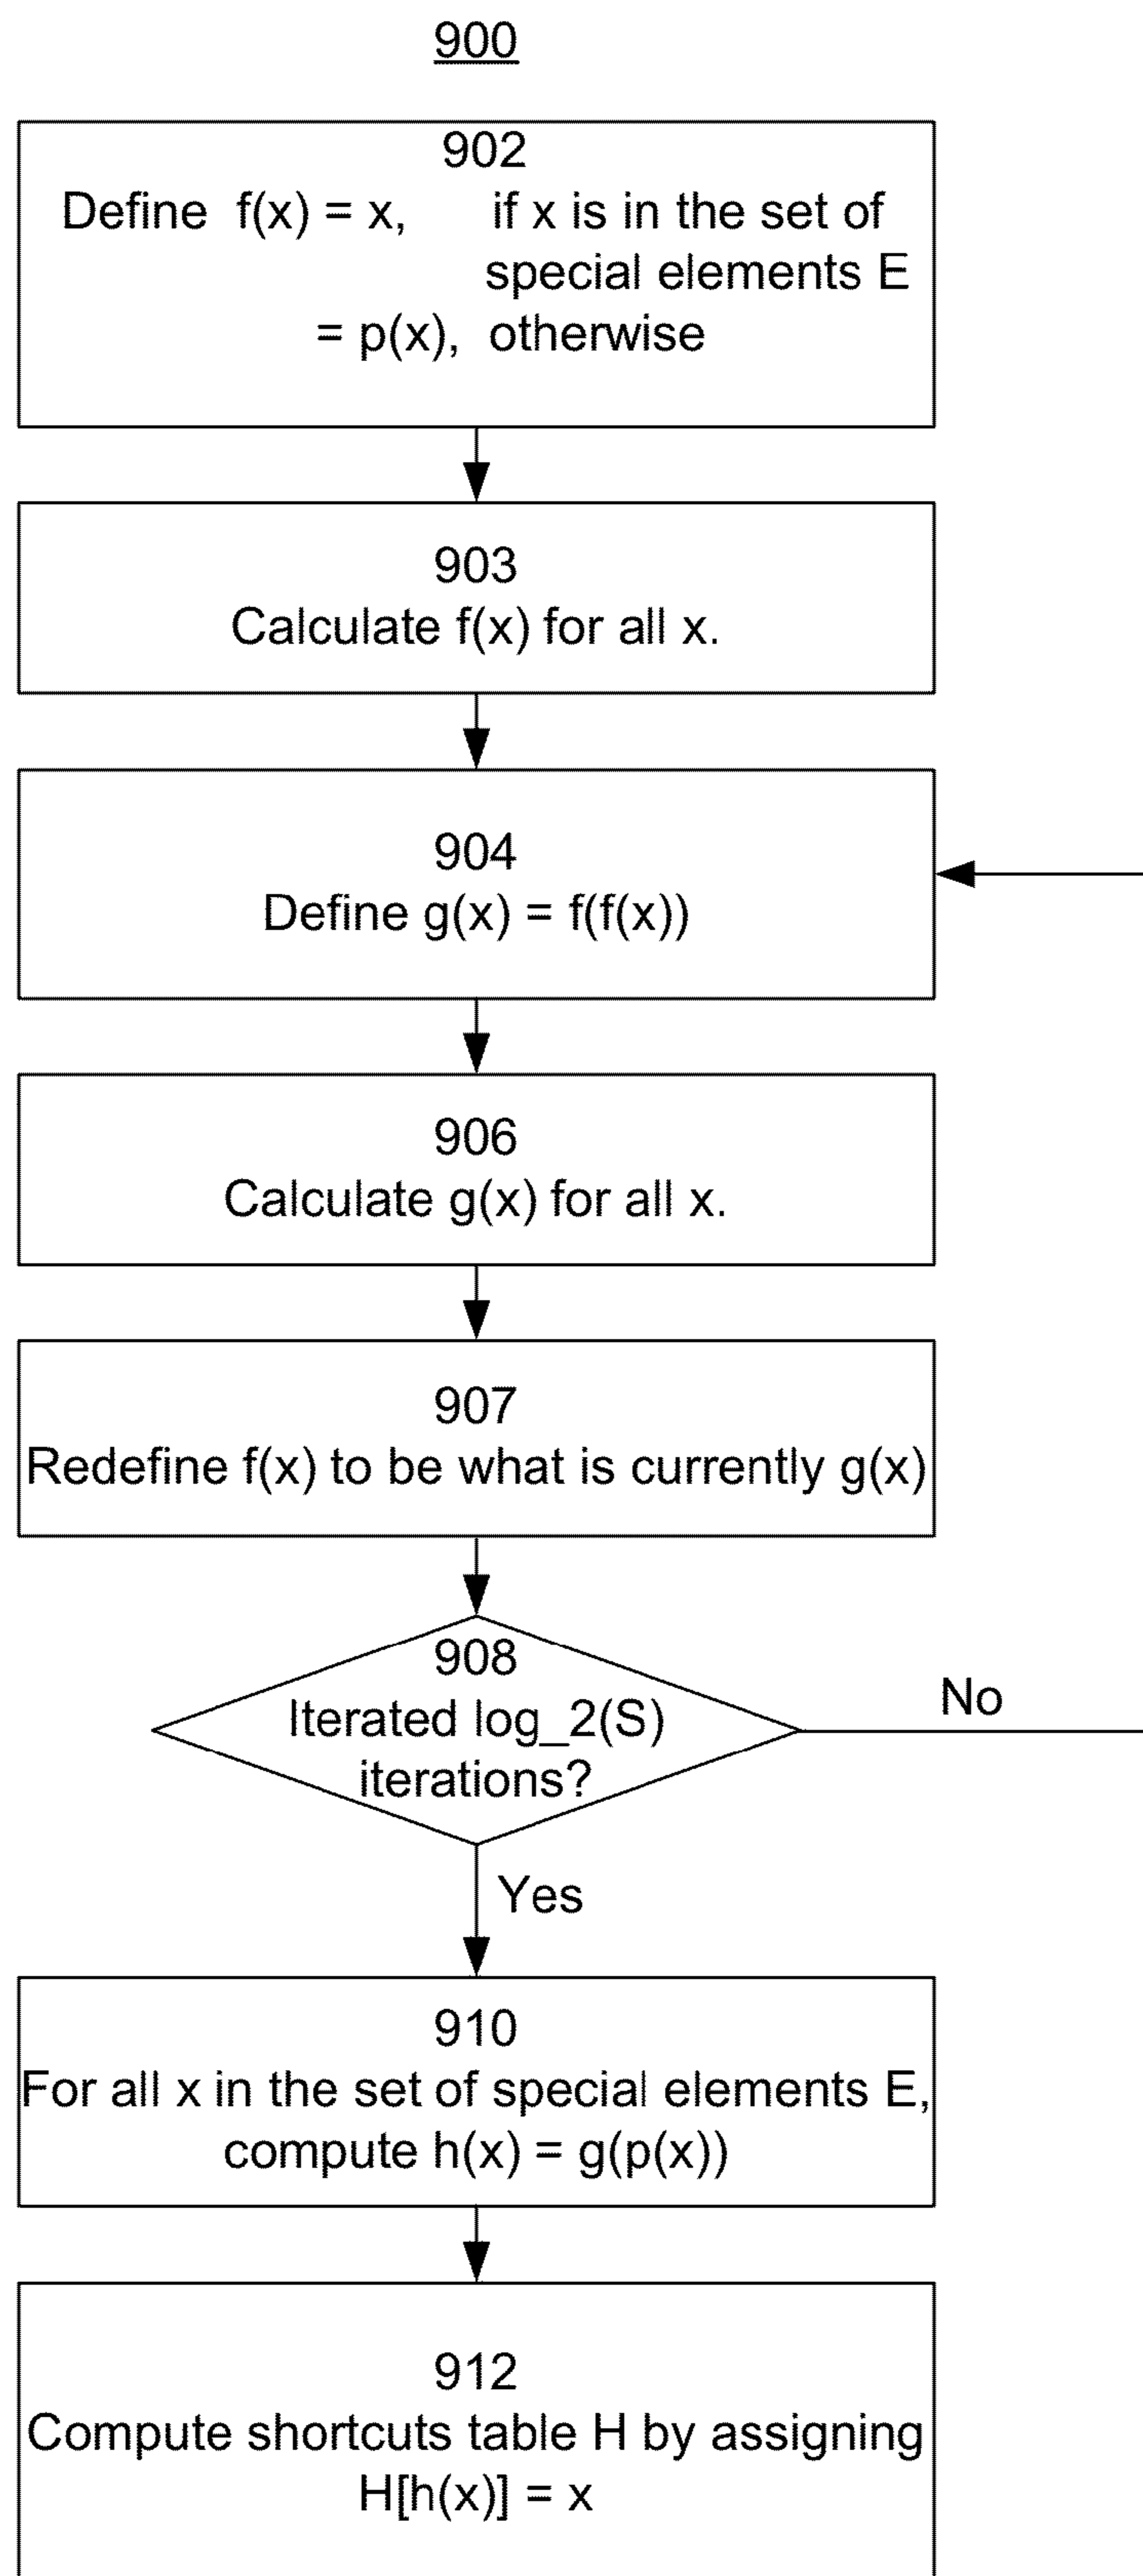 900
902
Define f(x) = x, if x is in the set of
special elements E
= p(x), otherwise
903
Calculate f(x) for all x.
904
Define g(x) = f(f(x))
906
Calculate g(x) for all x.
907
Redefine f(x) to be what is currently g(x)
908
Iterated log_2(S)
iterations?
No
Yes
910
For all x in the set of special elements E,
compute h(x) = g(p(x))
912
Compute shortcuts table H by assigning
H[h(x)] = x